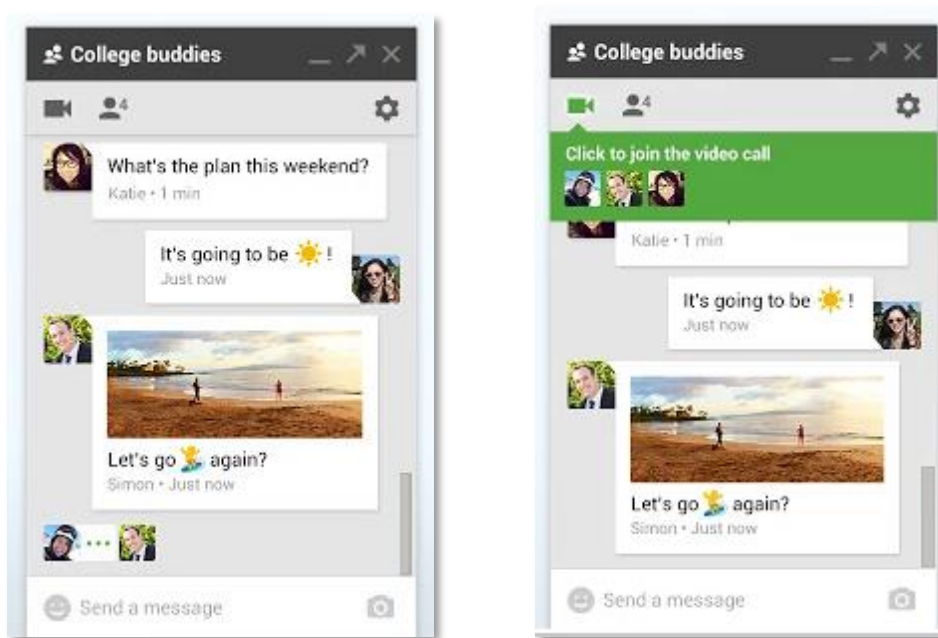 College buddies
4
What's the plan this weekend?
Katie • 1 min
It's going to be ☀ !
Just now
Let's go 🏄 again?
Simon • Just now
Send a message
College buddies
4
Click to join the video call
Katie • 1 min
It's going to be ☀ !
Just now
Let's go 🏄 again?
Simon • Just now
Send a message